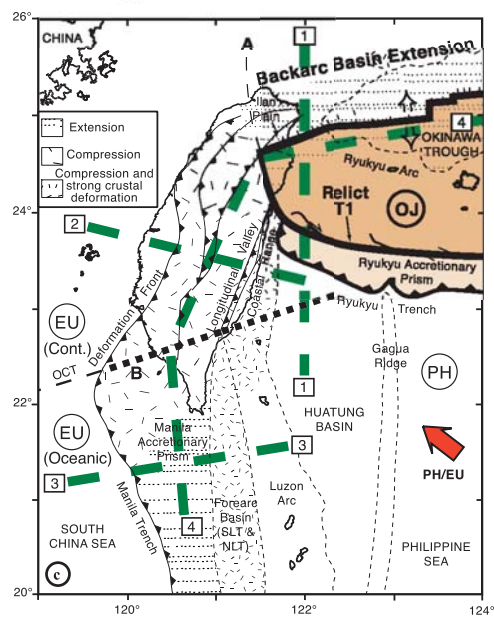 26°
CHINA
A
1
Backarc Basin Extension
Ilan
Plain
4
OKINAWA
TROUGH
Extension
Compression
Compression and
strong crustal
deformation
Ryukyu Arc
Relict
T1
OJ
24°
2
Longitudinal Valley
Coastal Range
Ryukyu Accretionary
Prism
Deformation Front
Ryukyu Trench
EU
(Cont.)
OCT
B
Gagua
Ridge
PH
1
22°
HUATUNG
BASIN
EU
(Oceanic)
Manila
Accretionary
Prism
3
3
PH/EU
Manila Trench
4
Forearc
Basin
(SLT &
NLT)
Luzon
Arc
SOUTH
CHINA SEA
PHILIPPINE
SEA
c
20°
120°
122°
124°